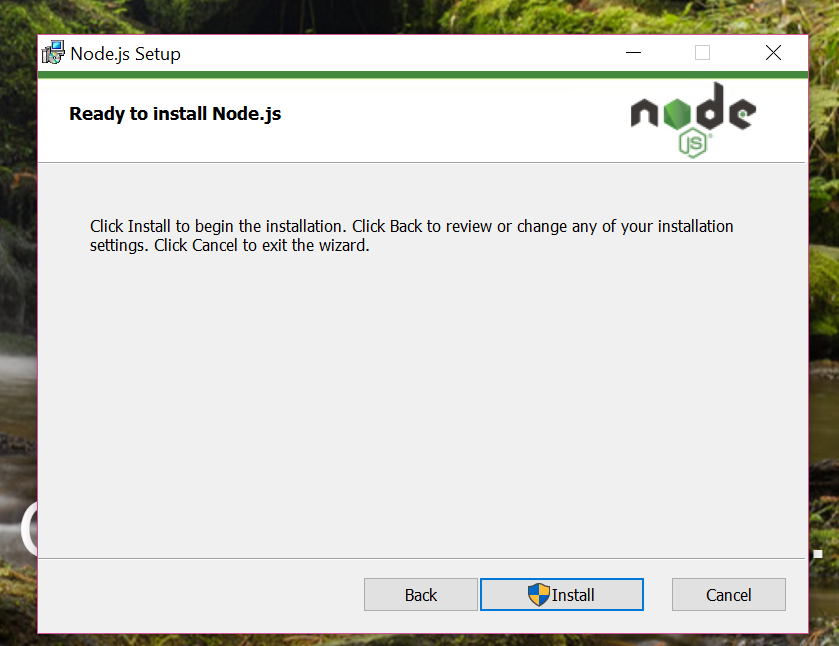 Node.js Setup
Ready to install Node.js
node
JS
Click Install to begin the installation. Click Back to review or change any of your installation
settings. Click Cancel to exit the wizard.
Back
Install
Cancel